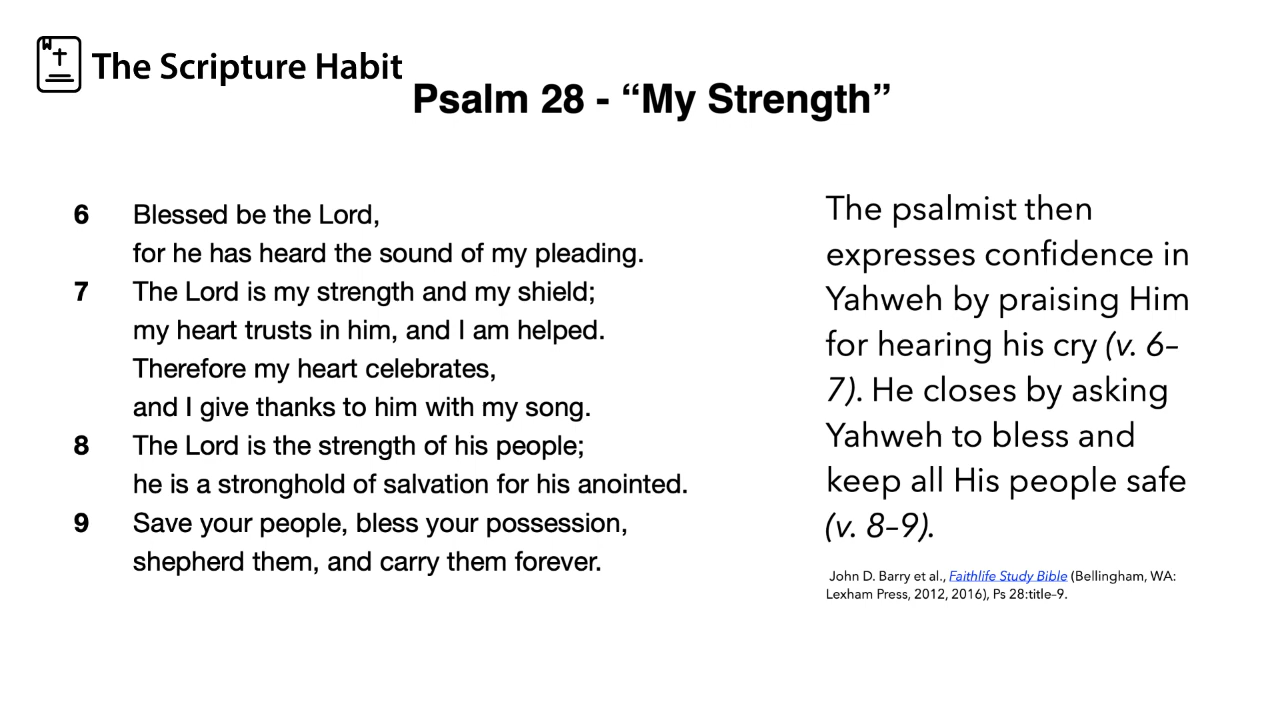 The Scripture Habit
Psalm 28 - “My Strength”
6 Blessed be the Lord,
for he has heard the sound of my pleading.
7 The Lord is my strength and my shield;
my heart trusts in him, and I am helped.
Therefore my heart celebrates,
and I give thanks to him with my song.
8 The Lord is the strength of his people;
he is a stronghold of salvation for his anointed.
9 Save your people, bless your possession,
shepherd them, and carry them forever.
The psalmist then
expresses confidence in
Yahweh by praising Him
for hearing his cry (v. 6–
7). He closes by asking
Yahweh to bless and
keep all His people safe
(v. 8–9).
John D. Barry et al., Faithlife Study Bible (Bellingham, WA:
Lexham Press, 2012, 2016), Ps 28:title–9.